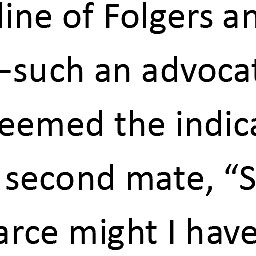 line of Folgers an
–such an advocat
eemed the indica
second mate, “S
arce might I have